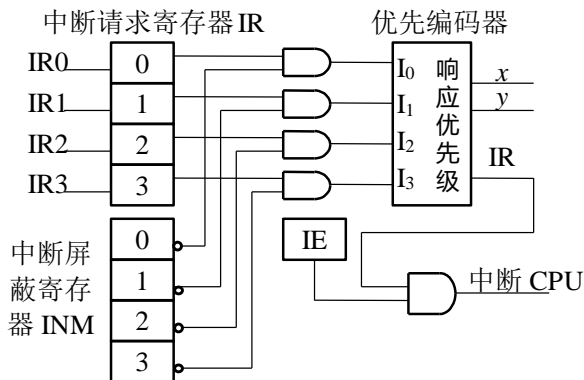 中断请求寄存器 IR
优先编码器
IR0
0
IR1
1
IR2
2
IR3
3
I0
I1
I2
I3
响应优先级
x
y
IR
中断屏蔽寄存器 INM
0
1
2
3
IE
中断 CPU